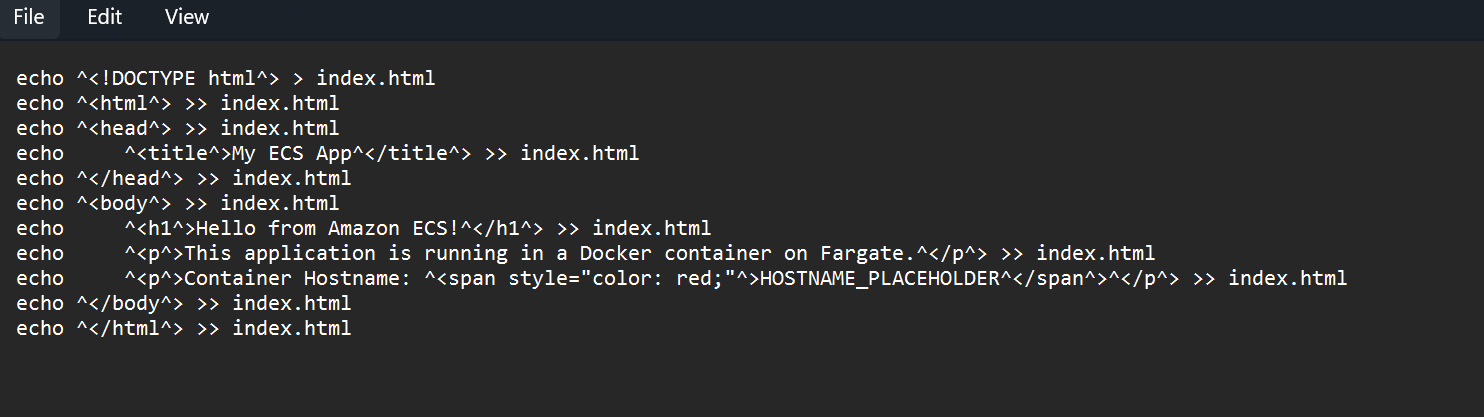 File Edit View
echo ^<!DOCTYPE html^> > index.html
echo ^<html^> >> index.html
echo ^<head^> >> index.html
echo     ^<title^>My ECS App^</title^> >> index.html
echo ^</head^> >> index.html
echo ^<body^> >> index.html
echo     ^<h1^>Hello from Amazon ECS!^</h1^> >> index.html
echo     ^<p^>This application is running in a Docker container on Fargate.^</p^> >> index.html
echo     ^<p^>Container Hostname: ^<span style="color: red;"^>HOSTNAME_PLACEHOLDER^</span^>^</p^> >> index.html
echo ^</body^> >> index.html
echo ^</html^> >> index.html